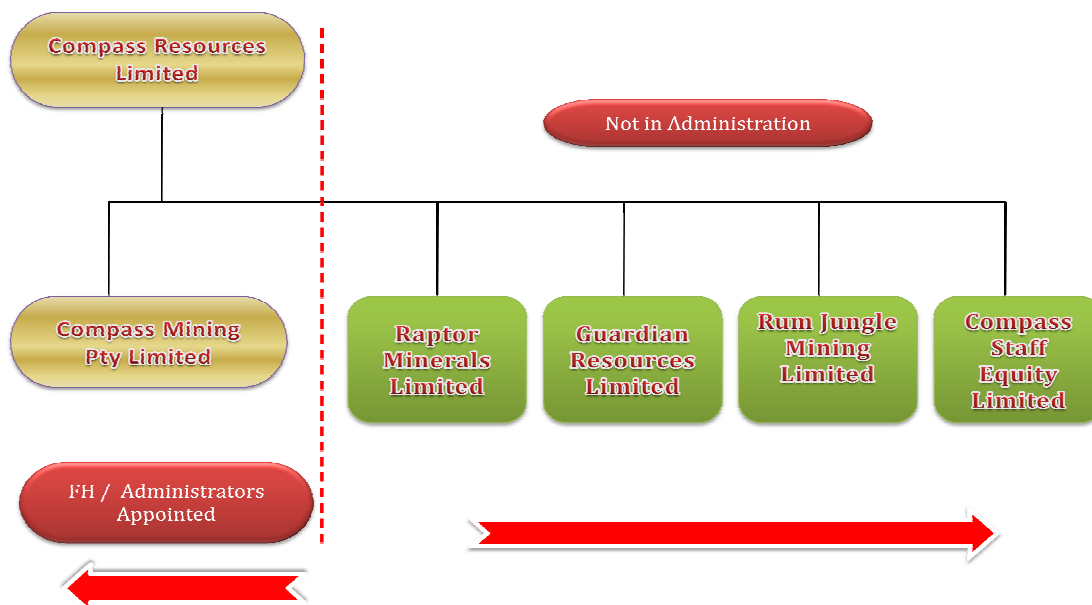 Compass Resources
Limited
Not in Administration
Compass Mining
Pty Limited
Raptor
Minerals
Limited
Guardian
Resources
Limited
Rum Jungle
Mining
Limited
Compass
Staff
Equity
Limited
FH / Administrators
Appointed